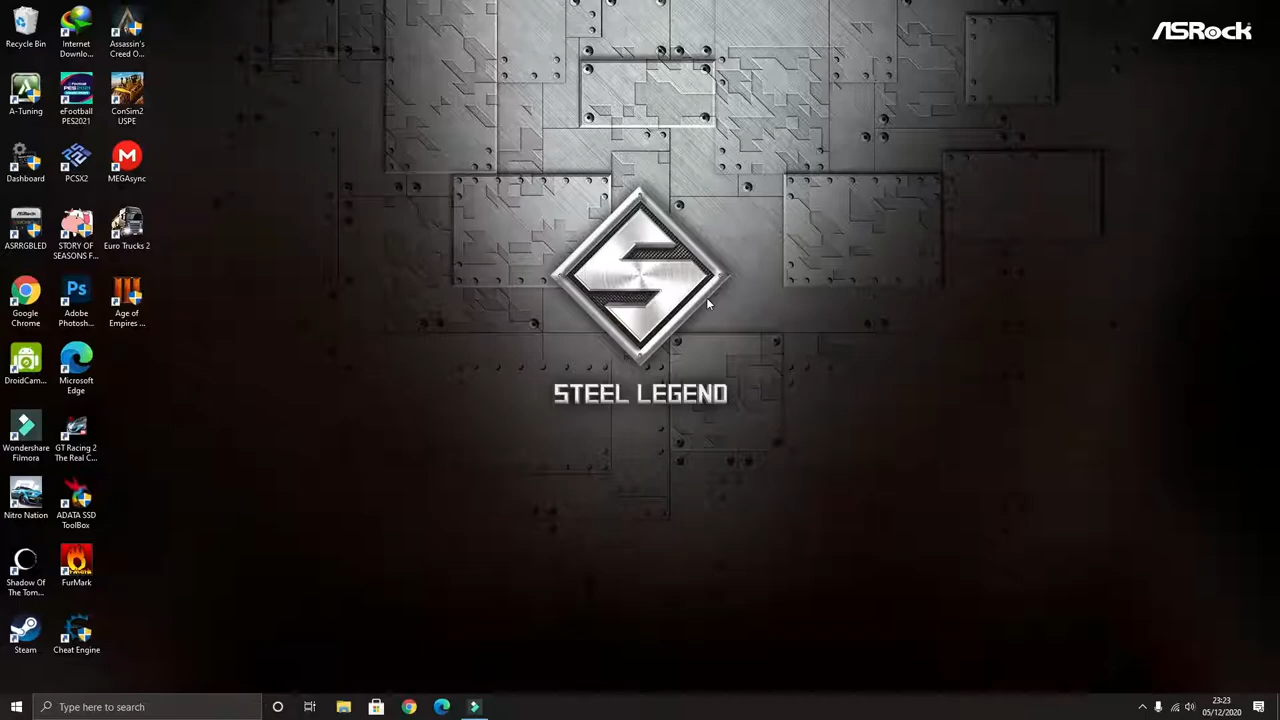 ASRock
Recycle Bin
Internet
Downlo...
Assassin's
Creed O...
A-Tuning
eFootball
PES2021
ConSim2
USPE
Dashboard
PCSX2
MEGAsync
ASRRGBLED
STORY OF
SEASONS F...
Euro Trucks 2
Google
Chrome
Adobe
Photosh...
Age of
Empires ...
DroidCam...
Microsoft
Edge
Wondershare
Filmora
GT Racing 2
The Real C...
Nitro Nation
ADATA SSD
ToolBox
Shadow Of
The Tom...
FurMark
Steam
Cheat Engine
STEEL LEGEND
Type here to search
23:23
05/12/2020